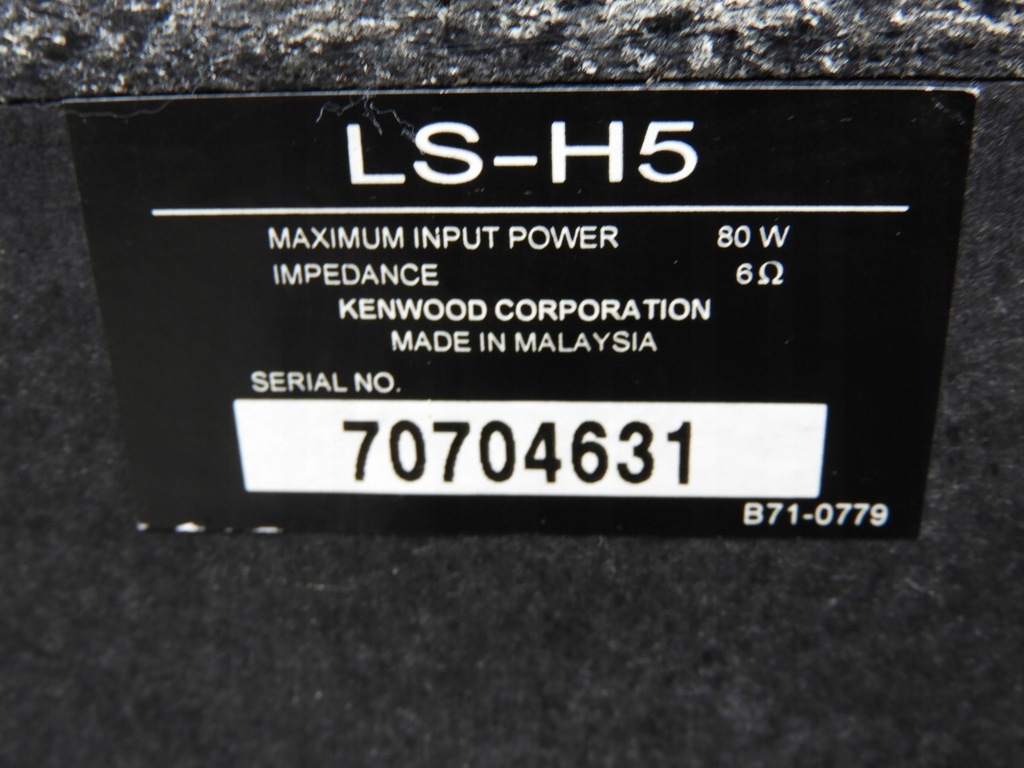 LS-H5
MAXIMUM INPUT POWER 80 W
IMPEDANCE 6Ω
KENWOOD CORPORATION
MADE IN MALAYSIA
SERIAL NO.
70704631
B71-0779